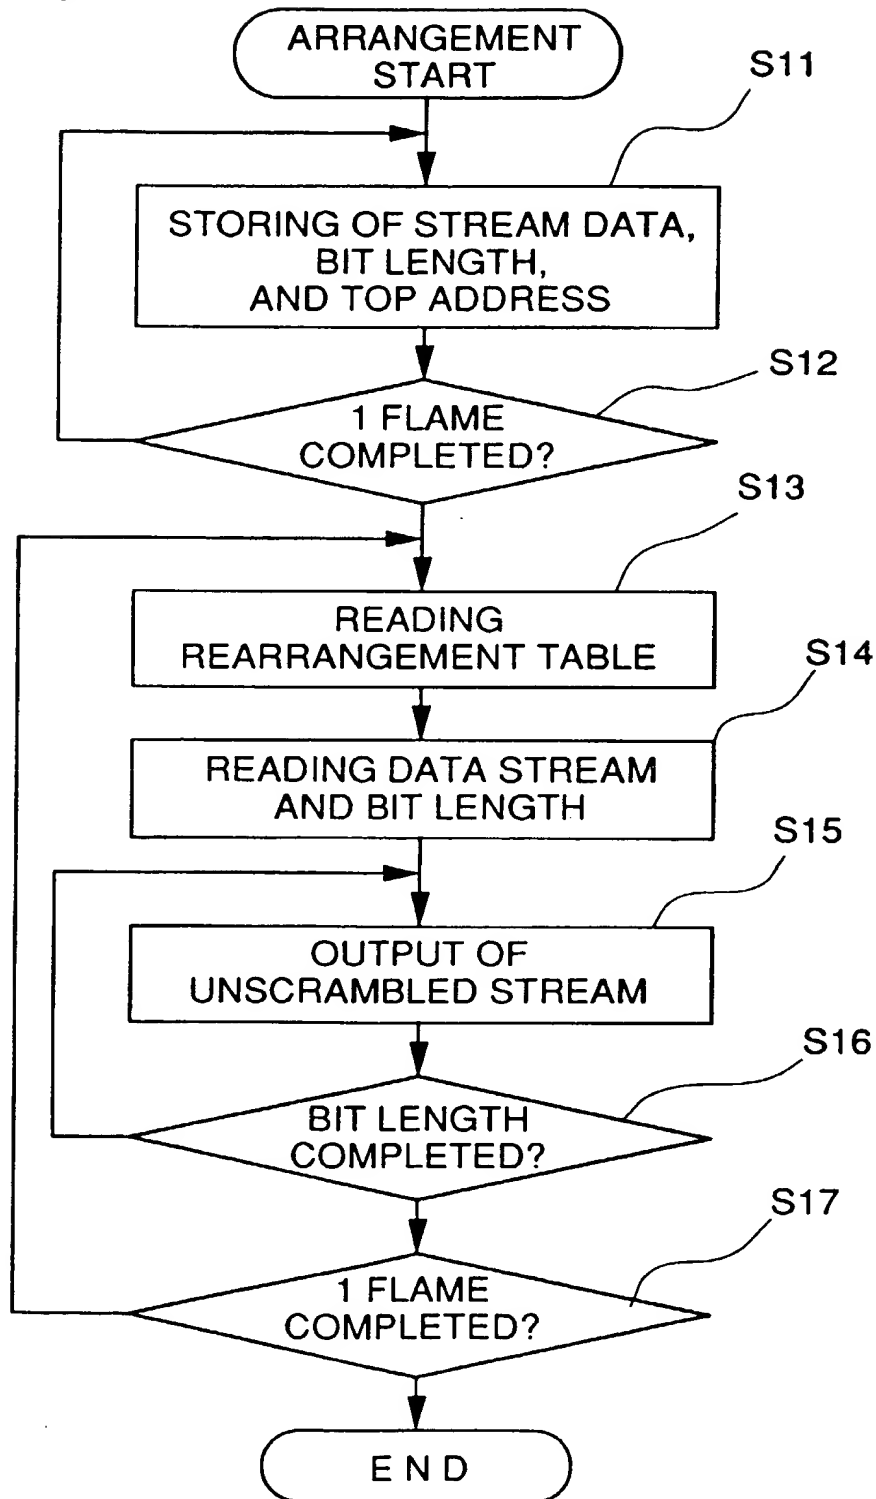 ARRANGEMENT
START
S11
STORING OF STREAM DATA,
BIT LENGTH,
AND TOP ADDRESS
S12
1 FLAME
COMPLETED?
S13
READING
REARRANGEMENT TABLE
S14
READING DATA STREAM
AND BIT LENGTH
S15
OUTPUT OF
UNSCRAMBLED STREAM
S16
BIT LENGTH
COMPLETED?
S17
1 FLAME
COMPLETED?
END